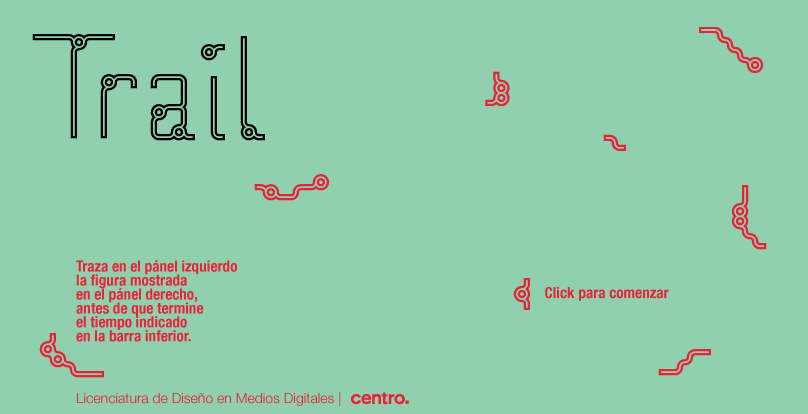 Trail
Traza en el pánel izquierdo
la figura mostrada
en el pánel derecho,
antes de que termine
el tiempo indicado
en la barra inferior.
Click para comenzar
Licenciatura de Diseño en Medios Digitales | centro.